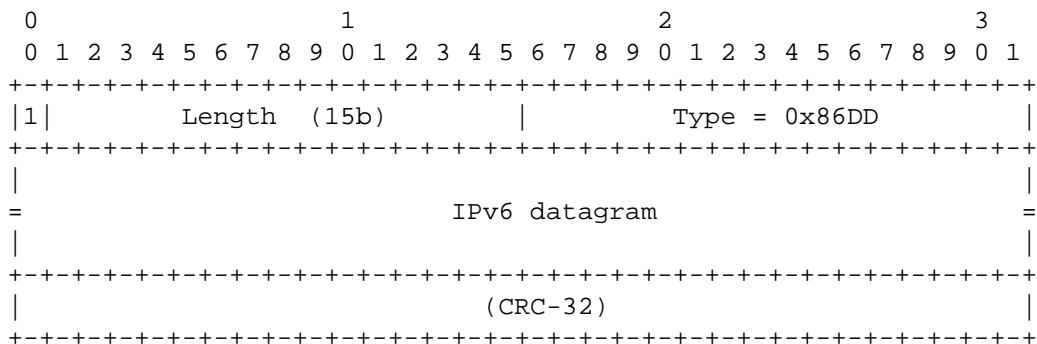 0                   1                   2                   3
0 1 2 3 4 5 6 7 8 9 0 1 2 3 4 5 6 7 8 9 0 1 2 3 4 5 6 7 8 9 0 1
+-+-+-+-+-+-+-+-+-+-+-+-+-+-+-+-+-+-+-+-+-+-+-+-+-+-+-+-+-+-+-+-+
|1|        Length  (15b)        |         Type = 0x86DD         |
+-+-+-+-+-+-+-+-+-+-+-+-+-+-+-+-+-+-+-+-+-+-+-+-+-+-+-+-+-+-+-+-+
|                                                               |
=                           IPv6 datagram                       =
|                                                               |
+-+-+-+-+-+-+-+-+-+-+-+-+-+-+-+-+-+-+-+-+-+-+-+-+-+-+-+-+-+-+-+-+
|                             (CRC-32)                          |
+-+-+-+-+-+-+-+-+-+-+-+-+-+-+-+-+-+-+-+-+-+-+-+-+-+-+-+-+-+-+-+-+